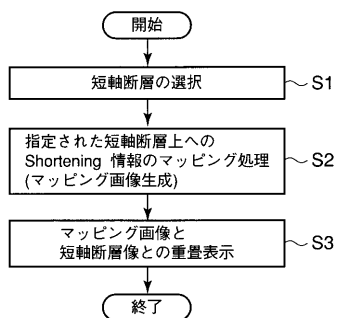 開始
短軸断層の選択
S1
指定された短軸断層上への
Shortening 情報のマッピング処理
(マッピング画像生成)
S2
マッピング画像と
短軸断層像との重畳表示
S3
終了